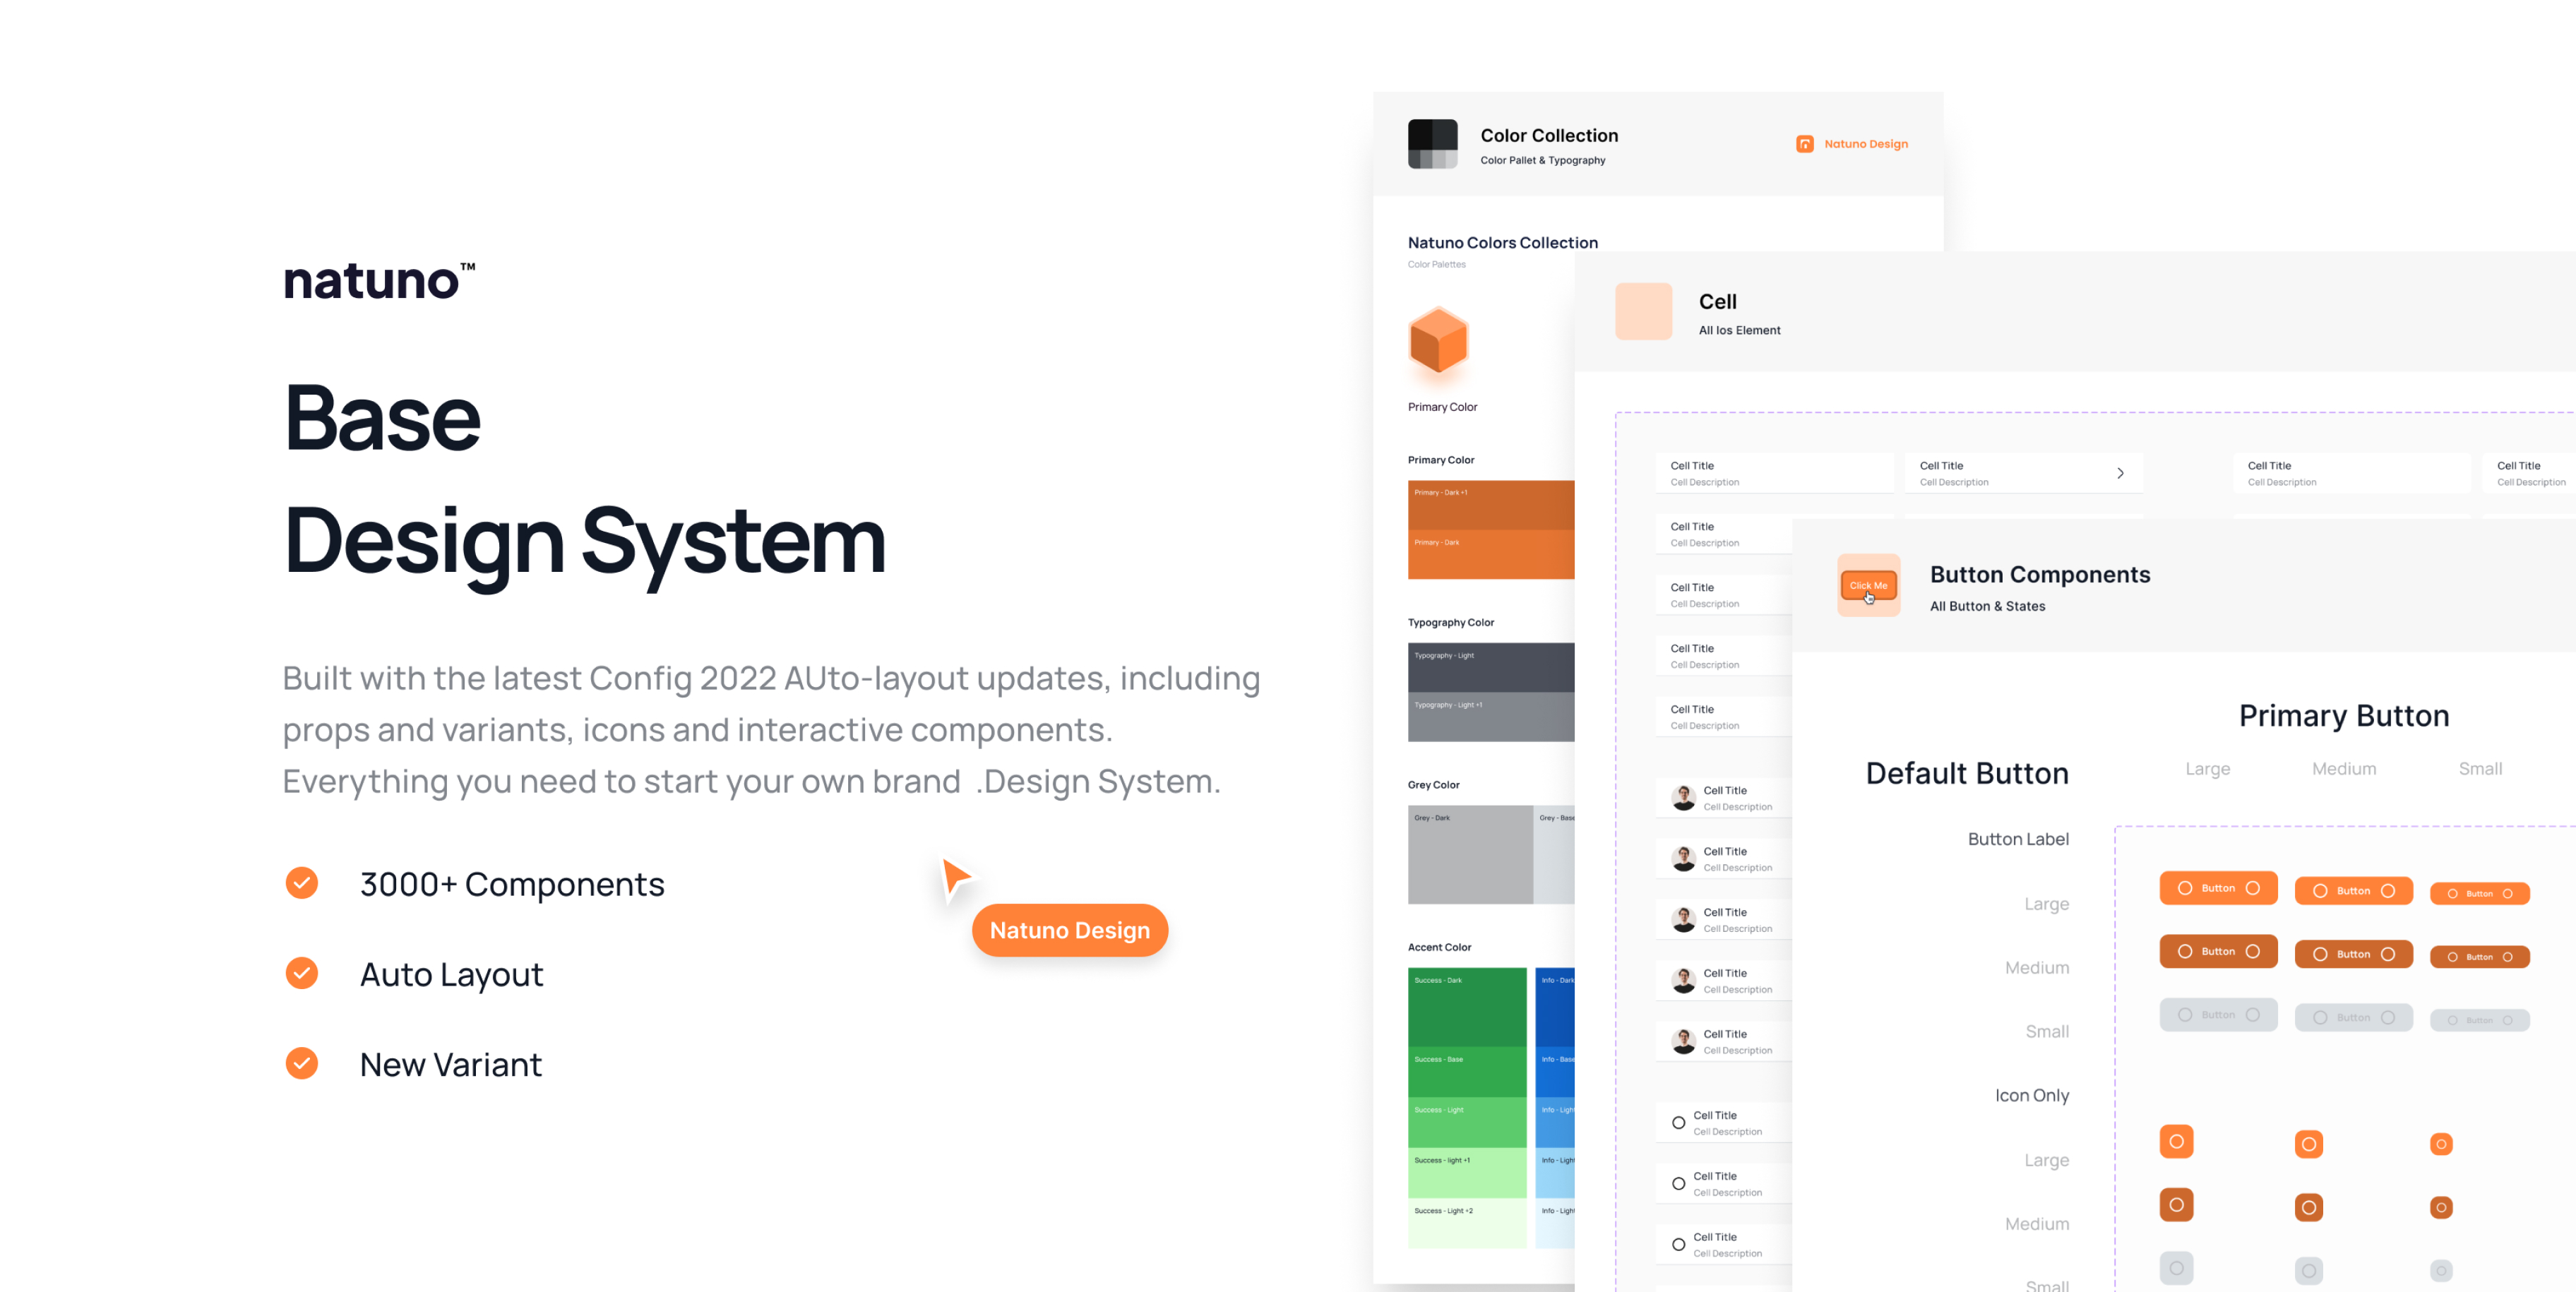 natuno™
Base
Design System
Built with the latest Config 2022 AUto-layout updates, including
props and variants, icons and interactive components.
Everything you need to start your own brand .Design System.
3000+ Components
Auto Layout
New Variant
Natuno Design
Color Collection
Color Pallet & Typography
Natuno Design
Natuno Colors Collection
Color Palettes
Primary Color
Primary Color
Primary - Dark +1
Primary - Dark
Typography Color
Typography - Light
Typography - Light +1
Grey Color
Grey - Dark
Grey - Base
Accent Color
Success - Dark
Info - Dark
Success - Base
Info - Base
Success - Light
Info - Light
Success - light +1
Info - Light
Success - Light +2
Info - Light
Cell
All Ios Element
Cell Title
Cell Description
Cell Title
Cell Description
Cell Title
Cell Description
Cell Title
Cell Description
Cell Title
Cell Description
Cell Title
Cell Description
Cell Title
Cell Description
Cell Title
Cell Description
Cell Title
Cell Description
Cell Title
Cell Description
Cell Title
Cell Description
Cell Title
Cell Description
Cell Title
Cell Description
Cell Title
Cell Description
Cell Title
Cell Description
Cell Title
Cell Description
Click Me
Button Components
All Button & States
Primary Button
Default Button
Large Medium Small
Button Label
Large
Medium
Small
Icon Only
Large
Medium
Small
Button Button Button
Button Button Button
Button Button Button